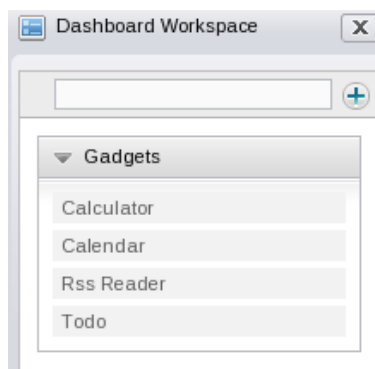 Dashboard Workspace
Gadgets
Calculator
Calendar
Rss Reader
Todo